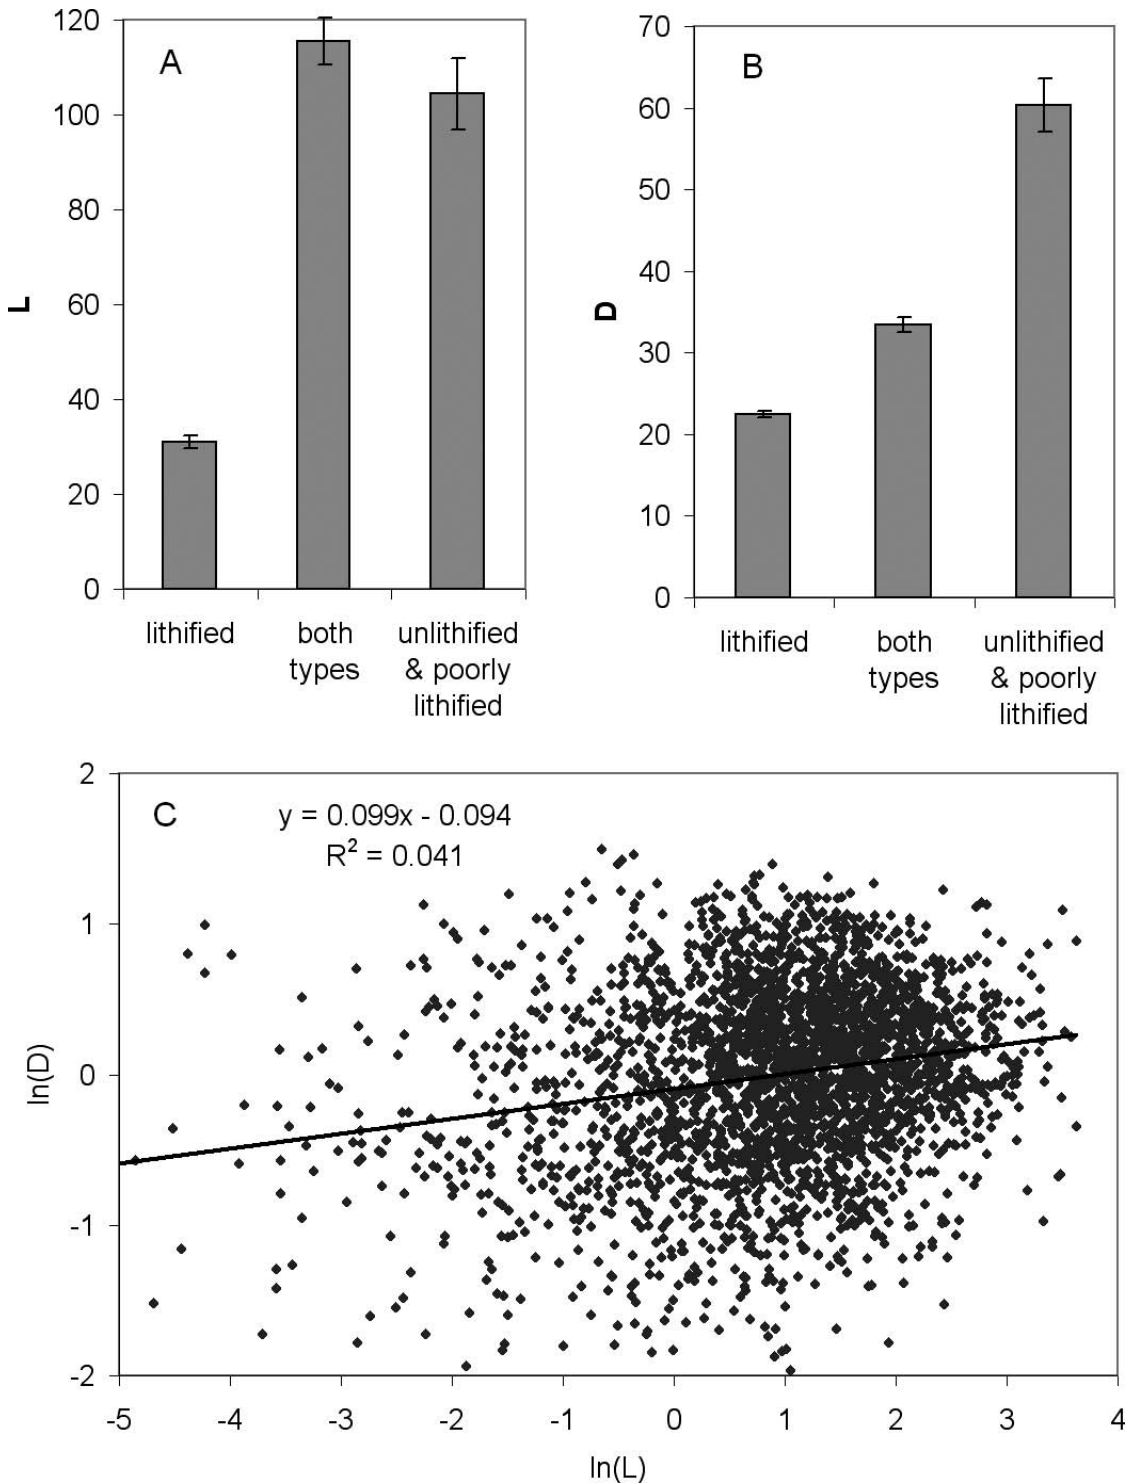 A
L
120
100
80
60
40
20
0
lithified
both
types
unlithified
& poorly
lithified
B
D
70
60
50
40
30
20
10
0
lithified
both
types
unlithified
& poorly
lithified
C
y = 0.099x - 0.094
R² = 0.041
ln(D)
2
1
0
-1
-2
-5 -4 -3 -2 -1 0 1 2 3 4
ln(L)